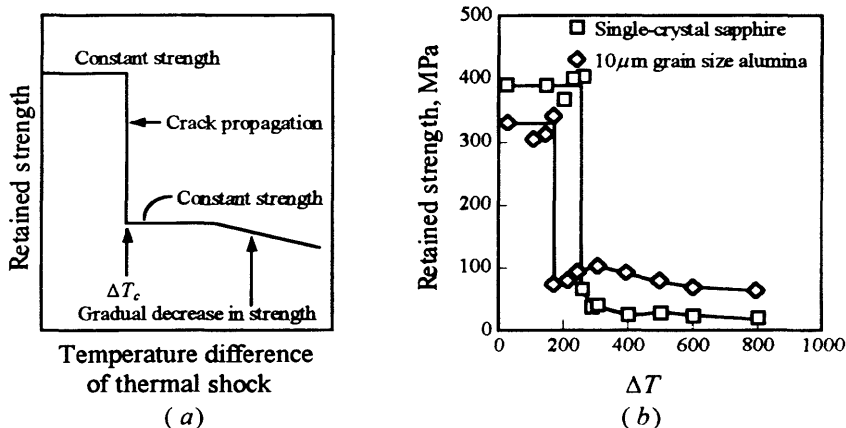 Constant strength
Crack propagation
Constant strength
ΔTc
Gradual decrease in strength
Retained strength
Temperature difference
of thermal shock
(a)
500
400
300
200
100
0
Retained strength, MPa
Single-crystal sapphire
10μm grain size alumina
0 200 400 600 800 1000
ΔT
(b)